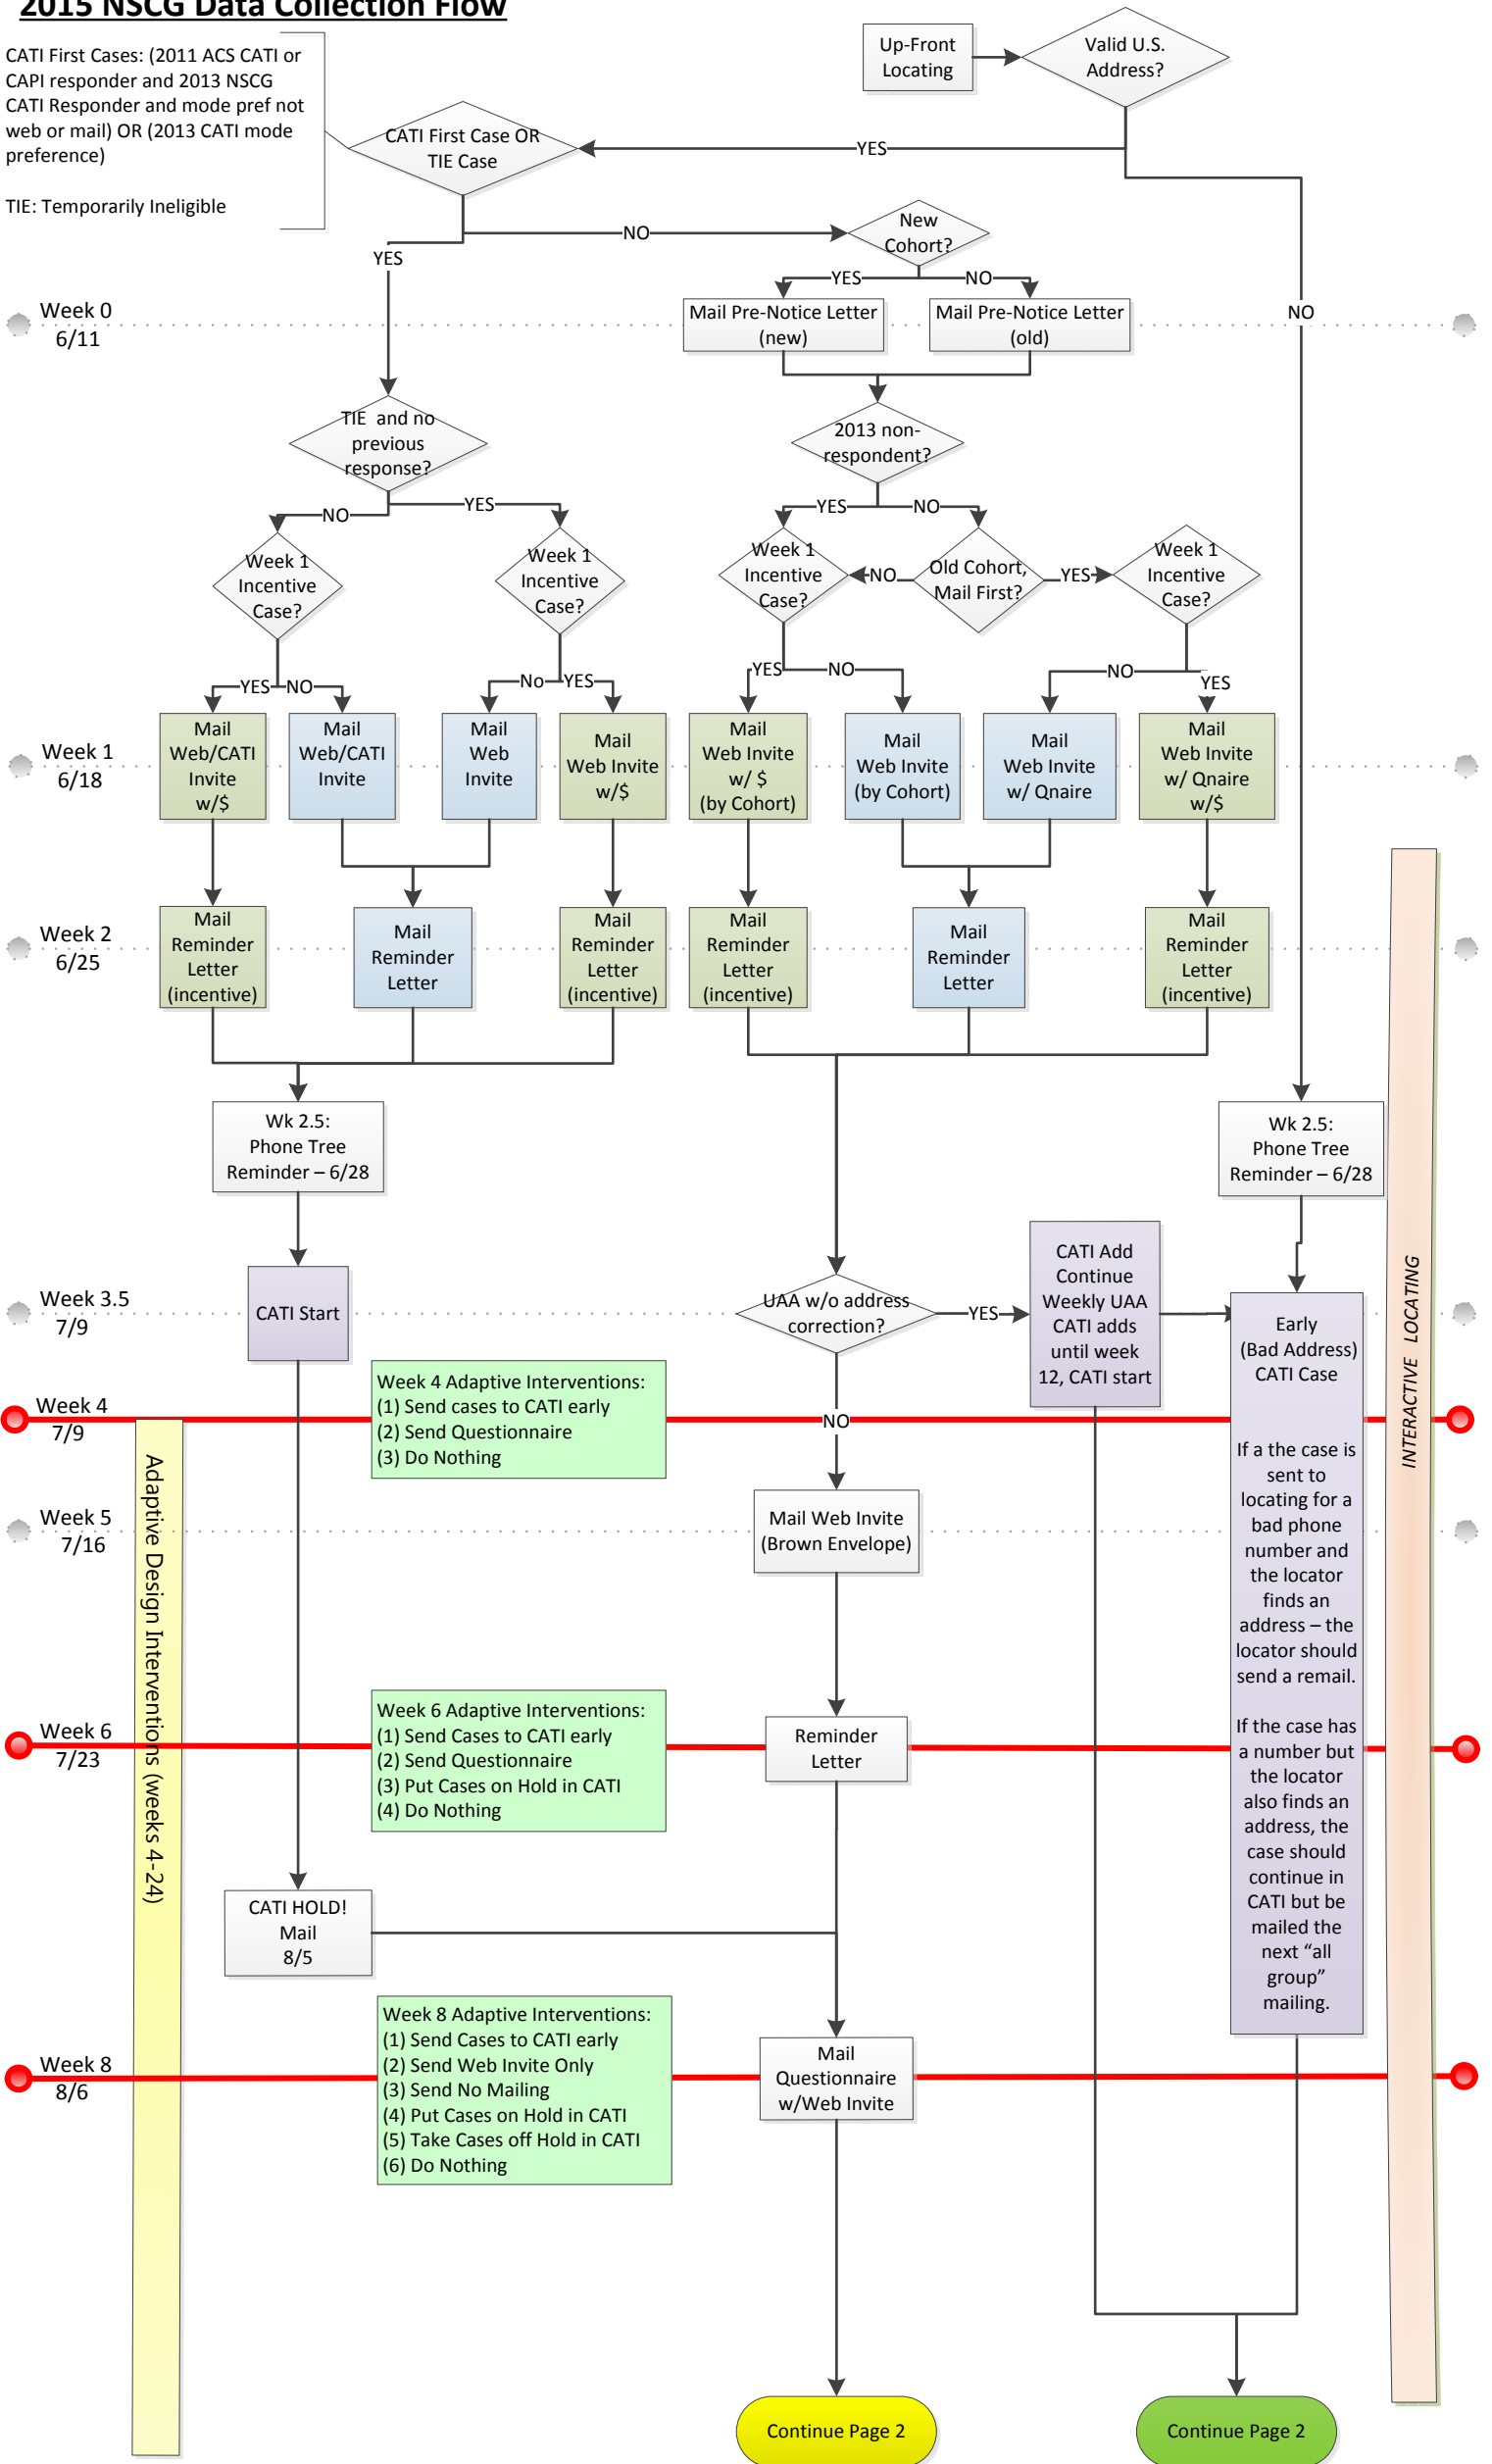 2015 NSCG Data Collection Flow
CATI First Cases: (2011 ACS CATI or
CAPI responder and 2013 NSCG
CATI Responder and mode pref not
web or mail) OR (2013 CATI mode
preference)
TIE: Temporarily Ineligible
Up-Front
Locating
Valid U.S.
Address?
CATI First Case OR
TIE Case
YES
NO
New
Cohort?
YES
YES
NO
Week 0
6/11
Mail Pre-Notice Letter
(new)
Mail Pre-Notice Letter
(old)
NO
TIE  and no
previous
response?
2013 non-
respondent?
NO
YES
YES
NO
Week 1
Incentive
Case?
Week 1
Incentive
Case?
Week 1
Incentive
Case?
NO
Old Cohort,
Mail First?
YES
Week 1
Incentive
Case?
YES
NO
No
YES
YES
NO
NO
YES
Week 1
6/18
Mail
Web/CATI
Invite
w/$
Mail
Web/CATI
Invite
Mail
Web
Invite
Mail
Web Invite
w/$
Mail
Web Invite
w/ $
(by Cohort)
Mail
Web Invite
(by Cohort)
Mail
Web Invite
w/ Qnaire
Mail
Web Invite
w/ Qnaire
w/$
Week 2
6/25
Mail
Reminder
Letter
(incentive)
Mail
Reminder
Letter
Mail
Reminder
Letter
(incentive)
Mail
Reminder
Letter
(incentive)
Mail
Reminder
Letter
Mail
Reminder
Letter
(incentive)
Wk 2.5:
Phone Tree
Reminder – 6/28
Wk 2.5:
Phone Tree
Reminder – 6/28
Week 3.5
7/9
CATI Start
UAA w/o address
correction?
YES
CATI Add
Continue
Weekly UAA
CATI adds
until week
12, CATI start
Early
(Bad Address)
CATI Case
If a the case is
sent to
locating for a
bad phone
number and
the locator
finds an
address – the
locator should
send a remail.
If the case has
a number but
the locator
also finds an
address, the
case should
continue in
CATI but be
mailed the
next “all
group”
mailing.
INTERACTIVE LOCATING
Week 4
7/9
Week 4 Adaptive Interventions:
(1) Send cases to CATI early
(2) Send Questionnaire
(3) Do Nothing
NO
Adaptive Design Interventions (weeks 4-24)
Week 5
7/16
Mail Web Invite
(Brown Envelope)
Week 6
7/23
Week 6 Adaptive Interventions:
(1) Send Cases to CATI early
(2) Send Questionnaire
(3) Put Cases on Hold in CATI
(4) Do Nothing
Reminder
Letter
CATI HOLD!
Mail
8/5
Week 8
8/6
Week 8 Adaptive Interventions:
(1) Send Cases to CATI early
(2) Send Web Invite Only
(3) Send No Mailing
(4) Put Cases on Hold in CATI
(5) Take Cases off Hold in CATI
(6) Do Nothing
Mail
Questionnaire
w/Web Invite
Continue Page 2
Continue Page 2